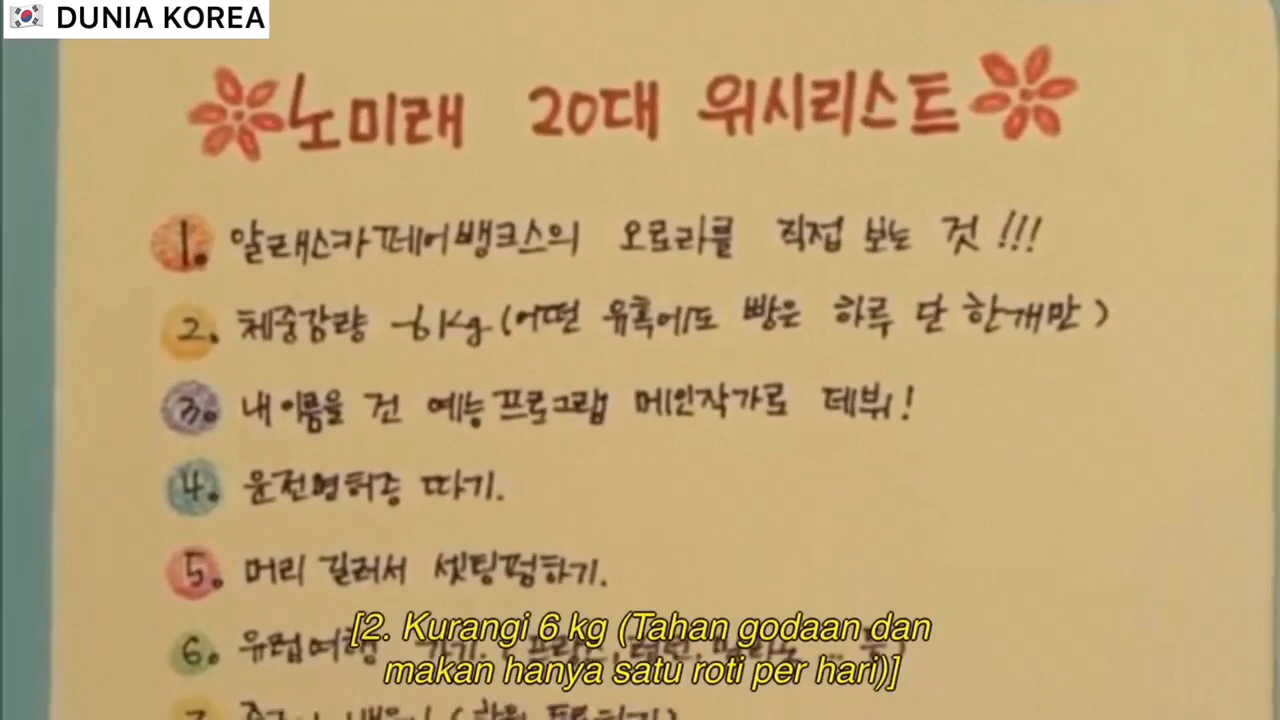 🇰🇷 DUNIA KOREA
노미래 20대 위시리스트
1. 알래스카 페어뱅크스의 오로라를 직접 보는 것!!!
2. 체중감량 -6kg (어떤 유혹에도 빵은 하루 단 한개만)
3. 내 이름을 건 예능프로그램 메인작가로 데뷔!
4. 운전면허증 따기.
5. 머리 길러서 셋팅펌하기.
6. 유럽여행 가기.
[2. Kurangi 6 kg (Tahan godaan dan
makan hanya satu roti per hari)]